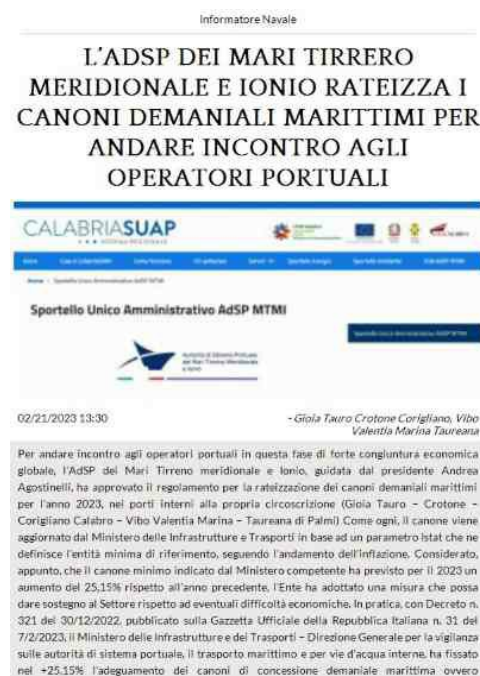 Informatore Navale
L'ADSP DEI MARI TIRRERO
MERIDIONALE E IONIO RATEIZZA I
CANONI DEMANIALI MARITTIMI PER
ANDARE INCONTRO AGLI
OPERATORI PORTUALI
CALABRIASUAP
Home
Sportello Unico Amministrativo AdSP MTMI
Autorità di Sistema Portuale
dei Mari Tirreno Meridionale
e Ionio
02/21/2023 13:30
- Gioia Tauro Crotone Corigliano, Vibo
Valentia Marina Taureana
Per andare incontro agli operatori portuali in questa fase di forte congiuntura economica
globale, l'AdSP dei Mari Tirreno meridionale e Ionio, guidata dal presidente Andrea
Agostinelli, ha approvato il regolamento per la rateizzazione dei canoni demaniali marittimi
per l'anno 2023, nei porti interni alla propria circoscrizione (Gioia Tauro – Crotone –
Corigliano Calabro – Vibo Valentia Marina – Taureana di Palmi) Come ogni, il canone viene
aggiornato dal Ministero delle Infrastrutture e Trasporti in base ad un parametro Istat che ne
definisce l'entità minima di riferimento, seguendo l'andamento dell'inflazione. Considerato,
appunto, che il canone minimo indicato dal Ministero competente ha previsto per il 2023 un
aumento del 25,15% rispetto all'anno precedente, l'Ente ha adottato una misura che possa
dare sostegno al Settore rispetto ad eventuali difficoltà economiche. In pratica, con Decreto n.
321 del 30/12/2022, pubblicato sulla Gazzetta Ufficiale della Repubblica Italiana n. 31 del
7/2/2023, il Ministero delle Infrastrutture e dei Trasporti – Direzione Generale per la vigilanza
sulle autorità di sistema portuale, il trasporto marittimo e per vie d'acqua interne, ha fissato
nel +25,15% l'adeguamento dei canoni di concessione demaniale marittima ovvero